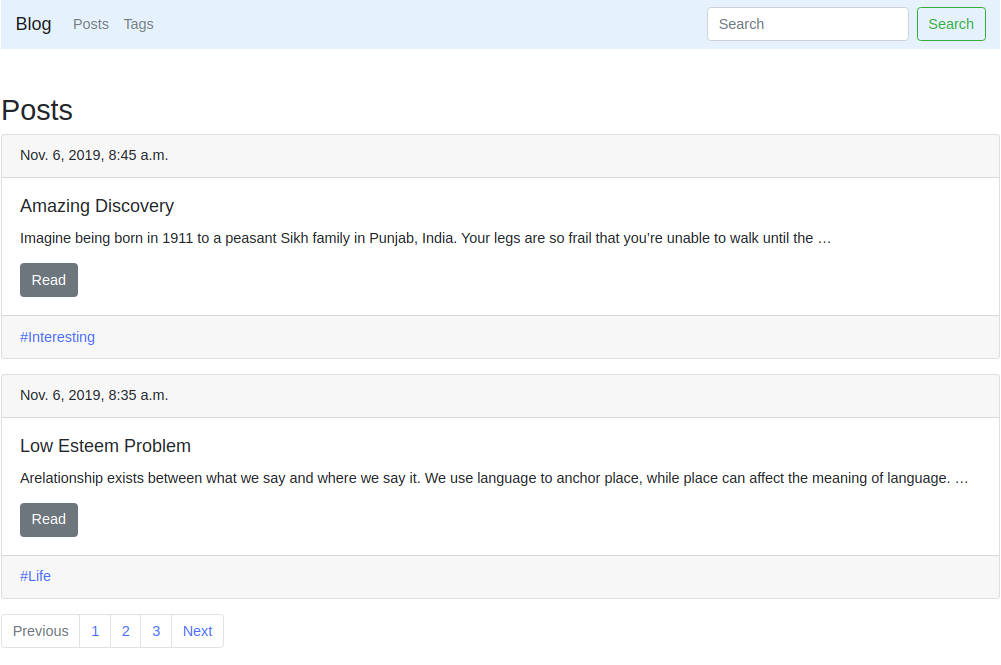 Blog Posts Tags Search Search
Posts
Nov. 6, 2019, 8:45 a.m.
Amazing Discovery
Imagine being born in 1911 to a peasant Sikh family in Punjab, India. Your legs are so frail that you’re unable to walk until the …
Read
#Interesting
Nov. 6, 2019, 8:35 a.m.
Low Esteem Problem
Arelationship exists between what we say and where we say it. We use language to anchor place, while place can affect the meaning of language. …
Read
#Life
Previous 1 2 3 Next